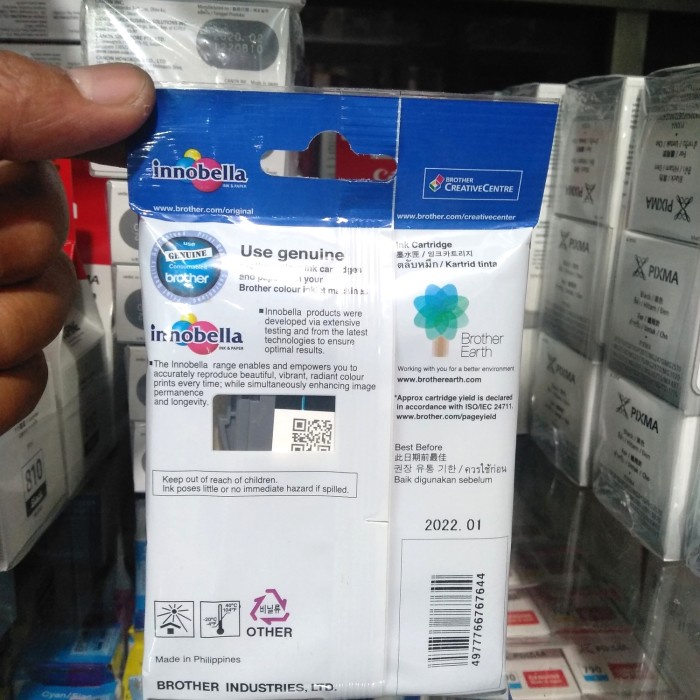 innobella
INK & PAPER
www.brother.com/original
use
GENUINE
Consumables
brother
Use genuine
Brother colour
innobella
INK & PAPER
■Innobella products were
developed via extensive
testing and from the latest
technologies to ensure
optimal results.
■The Innobella range enables and empowers you to
accurately reproduce beautiful, vibrant, radiant colour
prints every time; while simultaneously enhancing image
permanence
and longevity.
Keep out of reach of children.
Ink poses little or no immediate hazard if spilled.
비닐류
OTHER
Made in Philippines
BROTHER INDUSTRIES, LTD.
BROTHER
CREATIVECENTRE
www.brother.com/creativecenter
Ink Cartridge
墨水匣 / 잉크카트리지
ตลับหมึก / Kartrid tinta
Brother
Earth
Working with you for a better environment
www.brotherearth.com
*Approx cartridge yield is declared
in accordance with ISO/IEC 24711.
www.brother.com/pageyield
Best Before
此日期前最佳
권장 유통 기한 / ควรใช้ก่อน
Baik digunakan sebelum
2022.01
4977766767644
PIXMA
PIXMA
PIXMA
PIXMA
810
790